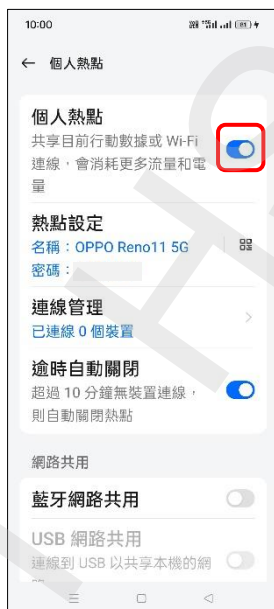 10:00
個人熱點
個人熱點
共享目前行動數據或 Wi-Fi
連線，會消耗更多流量和電
量
熱點設定
名稱：OPPO Reno11 5G
密碼：
連線管理
已連線 0 個裝置
逾時自動關閉
超過 10 分鐘無裝置連線，
則自動關閉熱點
網路共用
藍牙網路共用
USB 網路共用
連線到 USB 以共享本機的網